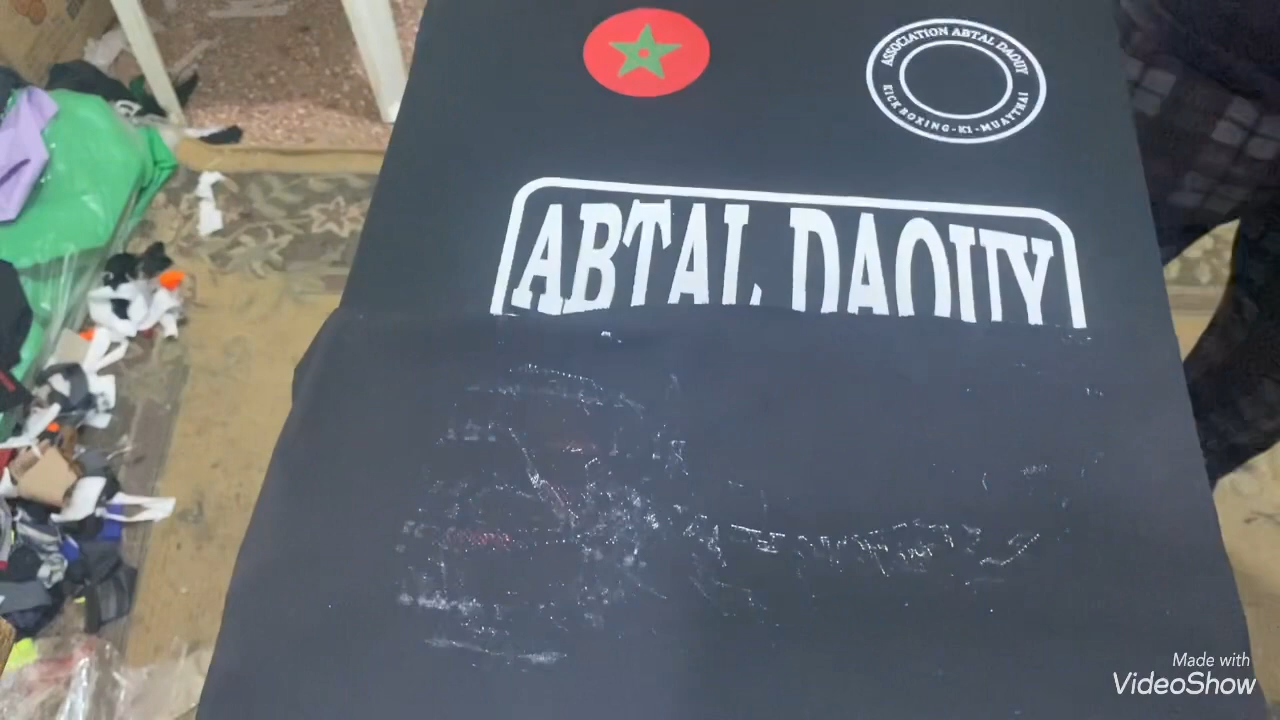 ASSOCIATION ABTAL DAOUY
KICK BOXING-K1-MUAYTHAI
ABTAL DAOUY
Made with
VideoShow